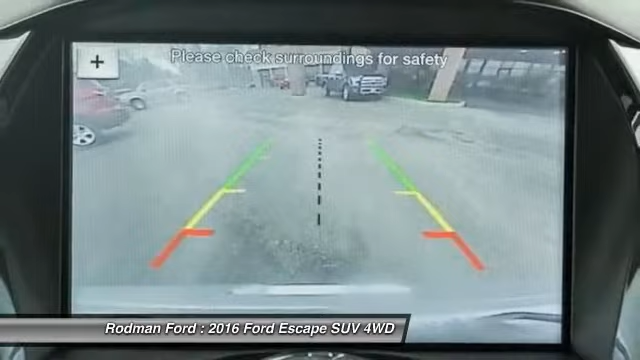 +
Please check surroundings for safety
Rodman Ford : 2016 Ford Escape SUV 4WD